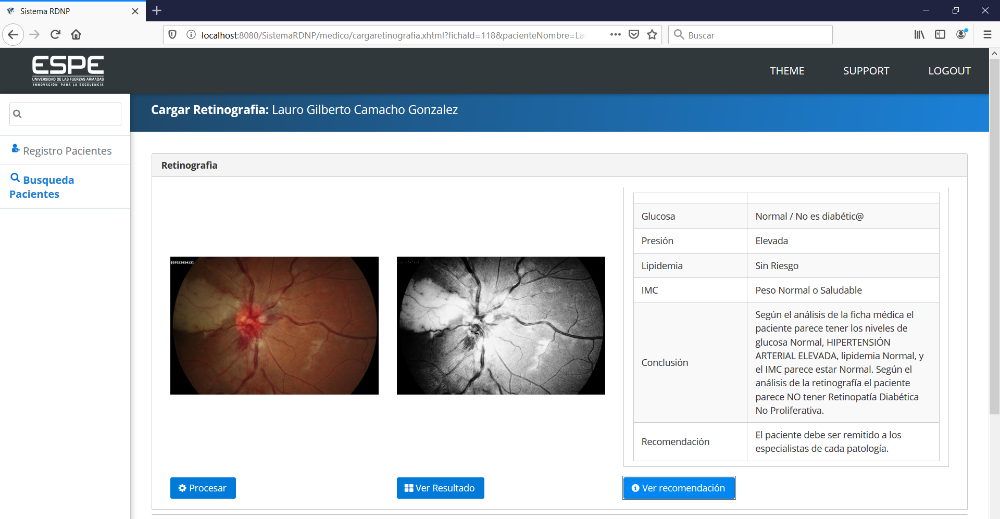 Sistema RDNP
localhost:8080/SistemaRDNP/medico/cargaretinografia.xhtml?fichaId=118&pacienteNombre=La
Buscar
ESPE
UNIVERSIDAD DE LAS FUERZAS ARMADAS
INNOVACIÓN PARA LA EXCELENCIA
THEME
SUPPORT
LOGOUT
Cargar Retinografia: Lauro Gilberto Camacho Gonzalez
Registro Pacientes
Busqueda
Pacientes
Retinografia
[0703393413]
Glucosa
Normal / No es diabétic@
Presión
Elevada
Lipidemia
Sin Riesgo
IMC
Peso Normal o Saludable
Conclusión
Según el análisis de la ficha médica el
paciente parece tener los niveles de
glucosa Normal, HIPERTENSIÓN
ARTERIAL ELEVADA, lipidemia Normal, y
el IMC parece estar Normal. Según el
análisis de la retinografía el paciente
parece NO tener Retinopatía Diabética
No Proliferativa.
Recomendación
El paciente debe ser remitido a los
especialistas de cada patología.
Procesar
Ver Resultado
Ver recomendación